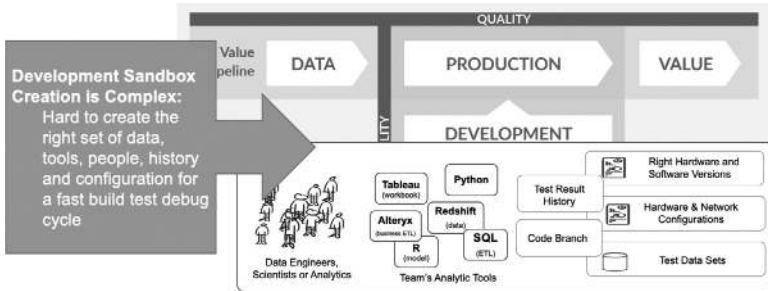 QUALITY
Value
peline
DATA
PRODUCTION
VALUE
LITY
DEVELOPMENT
Development Sandbox
Creation is Complex:
Hard to create the
right set of data,
tools, people, history
and configuration for
a fast build test debug
cycle
Data Engineers,
Scientists or Analytics
Tableau
(workbook)
Python
Alteryx
(business ETL)
Redshift
(data)
R
(model)
SQL
(ETL)
Team's Analytic Tools
Test Result
History
Code Branch
Right Hardware and
Software Versions
Hardware & Network
Configurations
Test Data Sets